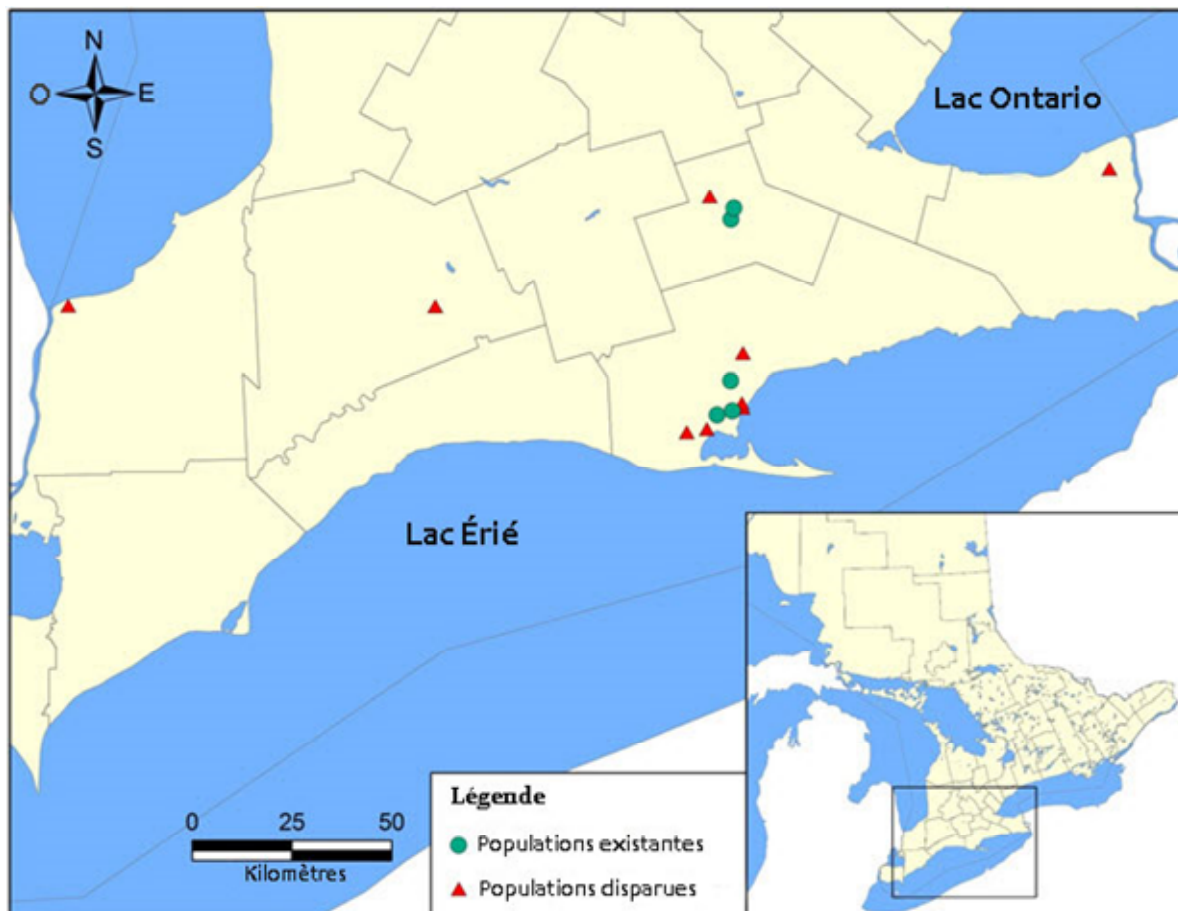 N
O E
S
Lac Ontario
Lac Érié
0 25 50
Kilomètres
Légende
Populations existantes
Populations disparues